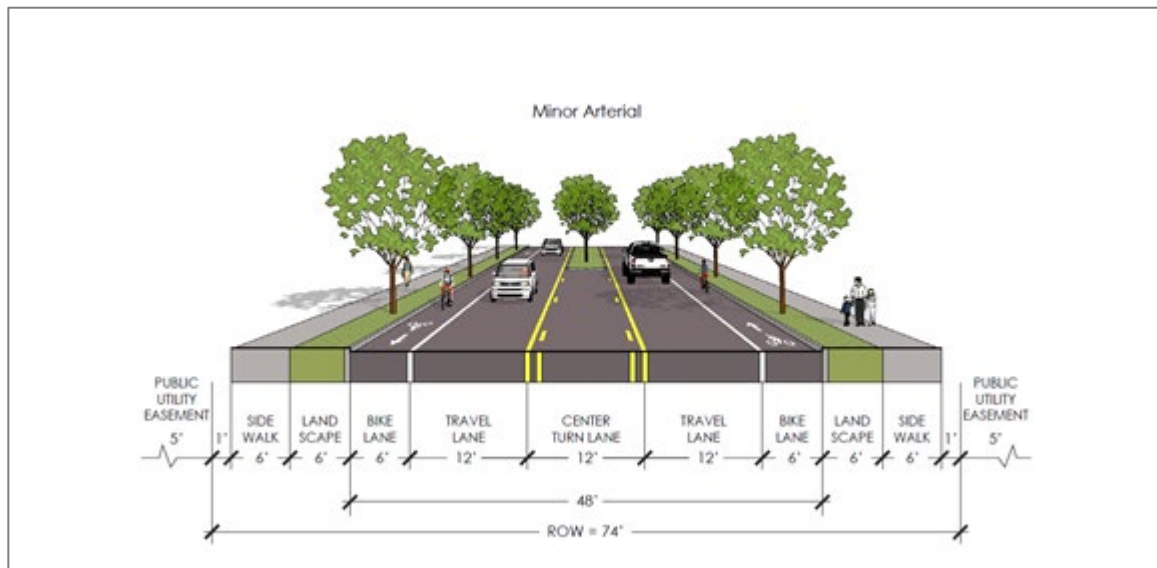 Minor Arterial
PUBLIC
UTILITY
EASEMENT
5'
1'
SIDE
WALK
6'
LAND
SCAPE
6'
BIKE
LANE
6'
TRAVEL
LANE
12'
CENTER
TURN LANE
12'
TRAVEL
LANE
12'
BIKE
LANE
6'
LAND
SCAPE
6'
SIDE
WALK
6'
1'
PUBLIC
UTILITY
EASEMENT
5'
48'
ROW = 74'